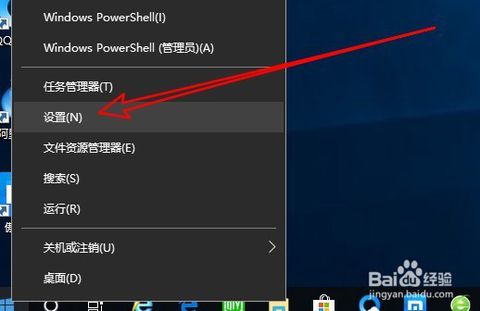 Windows PowerShell(I)
Windows PowerShell (管理员)(A)
任务管理器(T)
设置(N)
文件资源管理器(E)
搜索(S)
运行(R)
关机或注销(U)
桌面(D)
Baidu经验
jingyan.baidu.com